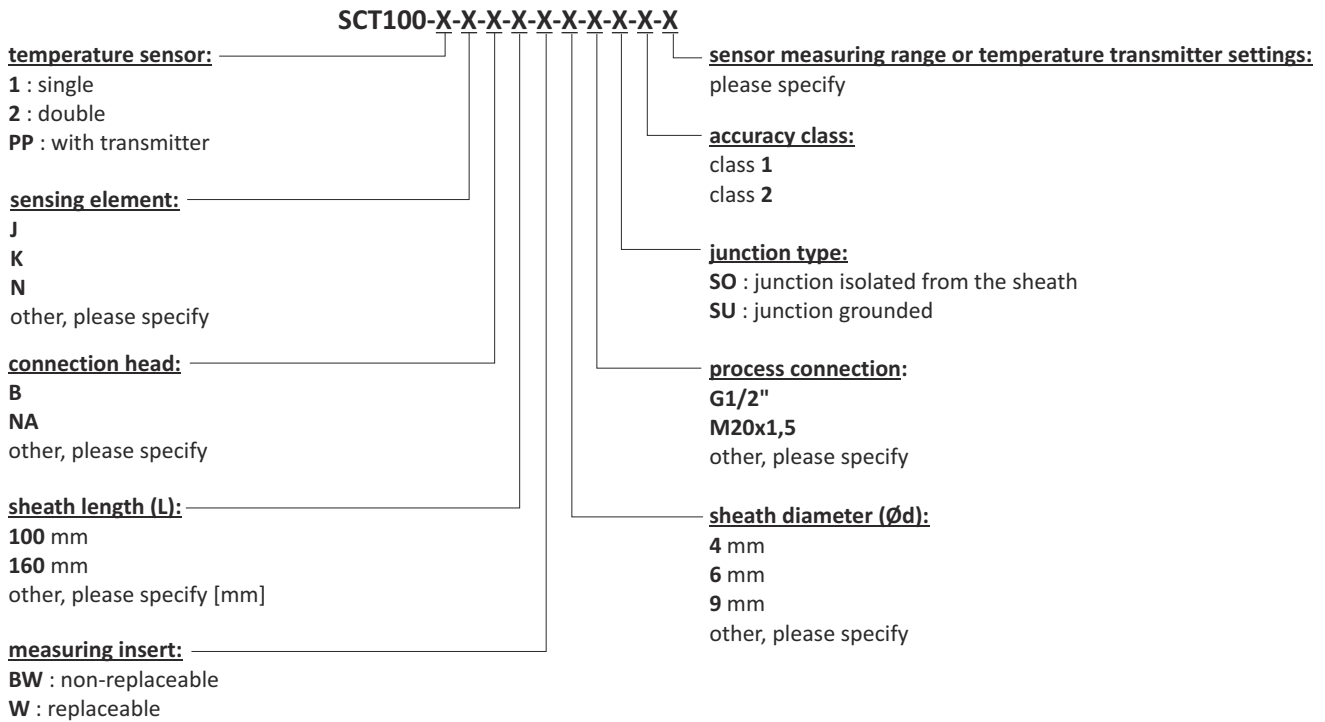 SCT100-X-X-X-X-X-X-X-X-X-X
temperature sensor:
1 : single
2 : double
PP : with transmitter
sensing element:
J
K
N
other, please specify
connection head:
B
NA
other, please specify
sheath length (L):
100 mm
160 mm
other, please specify [mm]
measuring insert:
BW : non-replaceable
W : replaceable
sensor measuring range or temperature transmitter settings:
please specify
accuracy class:
class 1
class 2
junction type:
SO : junction isolated from the sheath
SU : junction grounded
process connection:
G1/2"
M20x1,5
other, please specify
sheath diameter (Ød):
4 mm
6 mm
9 mm
other, please specify